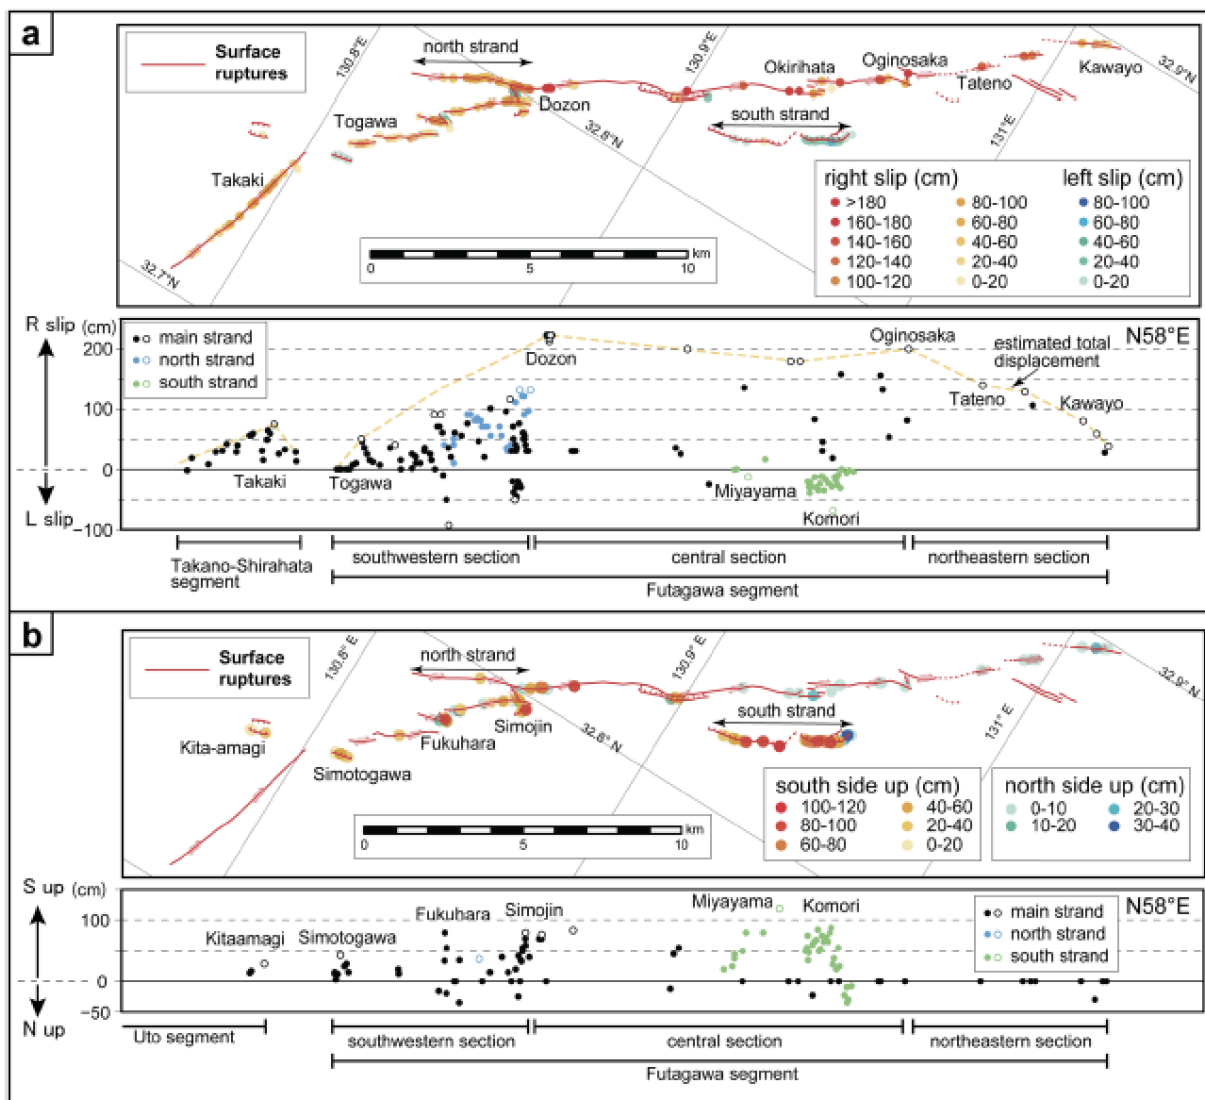 a
Surface
ruptures
north strand
130.8°E
130.9°E
Okirihata
Oginosaka
Tateno
Kawayo
32.9°N
Dozon
Togawa
south strand
32.8°N
131°E
Takaki
32.7°N
0 5 10 km
right slip (cm) left slip (cm)
>180 80-100 80-100
160-180 60-80 60-80
140-160 40-60 40-60
120-140 20-40 20-40
100-120 0-20 0-20
R slip (cm)
200
100
0
L slip
-100
main strand
north strand
south strand
Dozon
Oginosaka
N58°E
estimated total
displacement
Tateno
Kawayo
Takaki
Togawa
Miyayama
Komori
Takano-Shirahata
segment
southwestern section
central section
northeastern section
Futagawa segment
b
Surface
ruptures
130.8° E
north strand
130.9° E
32.9° N
Kita-amagi
Simotogawa
Fukuhara
Simojin
32.8° N
south strand
131° E
0 5 10 km
south side up (cm)
100-120 40-60
80-100 20-40
60-80 0-20
north side up (cm)
0-10 20-30
10-20 30-40
S up (cm)
100
0
N up
-50
Kitaamagi
Simotogawa
Fukuhara
Simojin
Miyayama
Komori
main strand
north strand
south strand
N58°E
Uto segment
southwestern section
central section
northeastern section
Futagawa segment